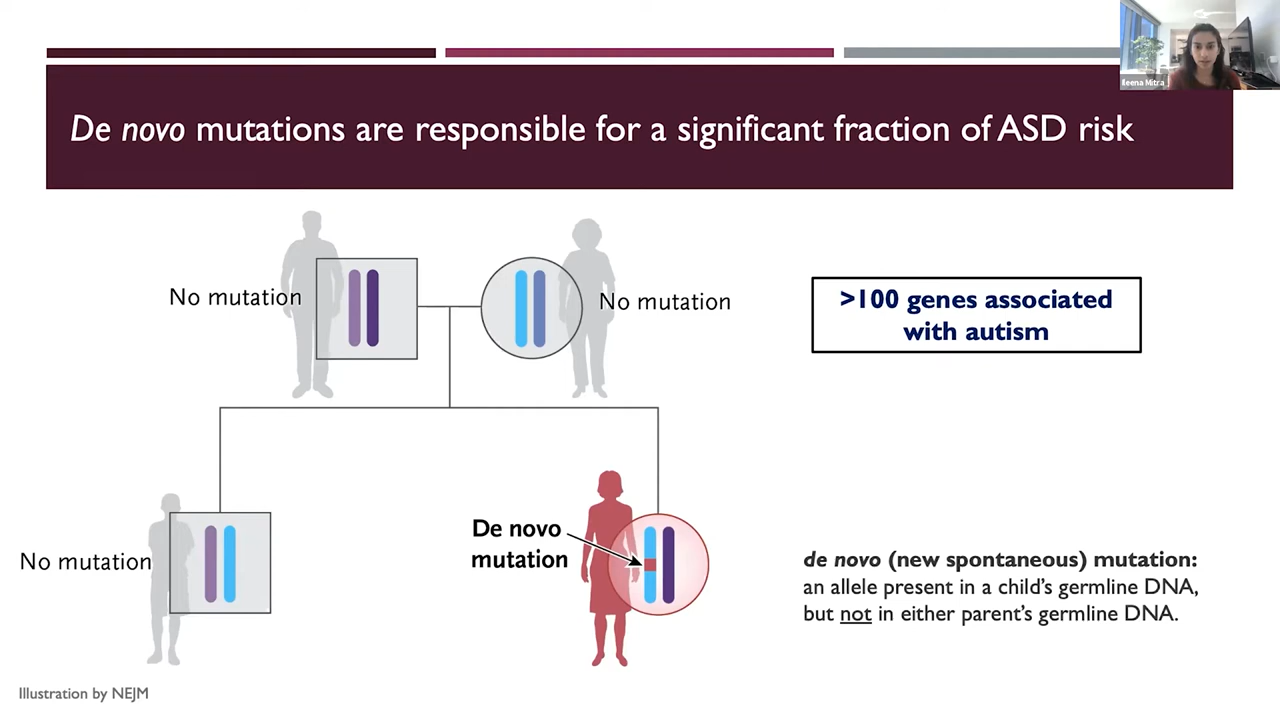 Ileena Mitra
De novo mutations are responsible for a significant fraction of ASD risk
No mutation
No mutation
>100 genes associated
with autism
No mutation
De novo
mutation
de novo (new spontaneous) mutation:
an allele present in a child's germline DNA,
but not in either parent's germline DNA.
Illustration by NEJM